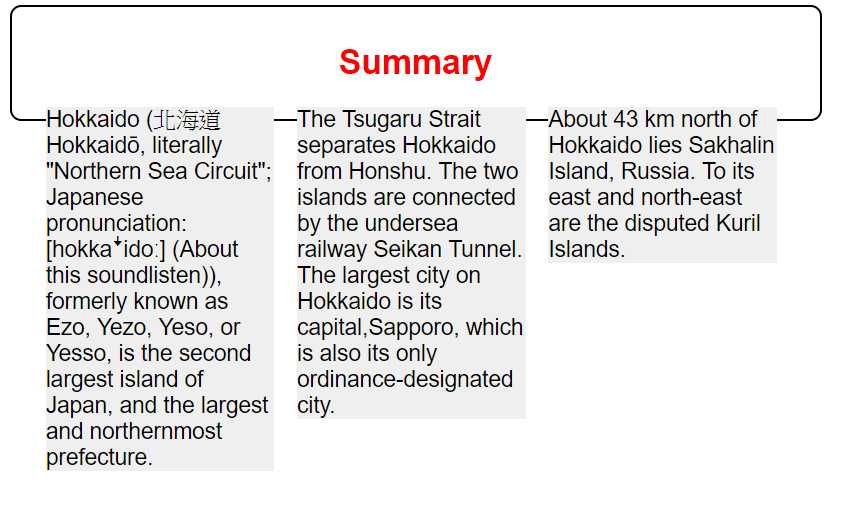 Summary
Hokkaido (北海道
Hokkaidō, literally
"Northern Sea Circuit";
Japanese
pronunciation:
[hokkaꜜidoː] (About
this soundlisten)),
formerly known as
Ezo, Yezo, Yeso, or
Yesso, is the second
largest island of
Japan, and the largest
and northernmost
prefecture.
The Tsugaru Strait
separates Hokkaido
from Honshu. The two
islands are connected
by the undersea
railway Seikan Tunnel.
The largest city on
Hokkaido is its
capital,Sapporo, which
is also its only
ordinance-designated
city.
About 43 km north of
Hokkaido lies Sakhalin
Island, Russia. To its
east and north-east
are the disputed Kuril
Islands.